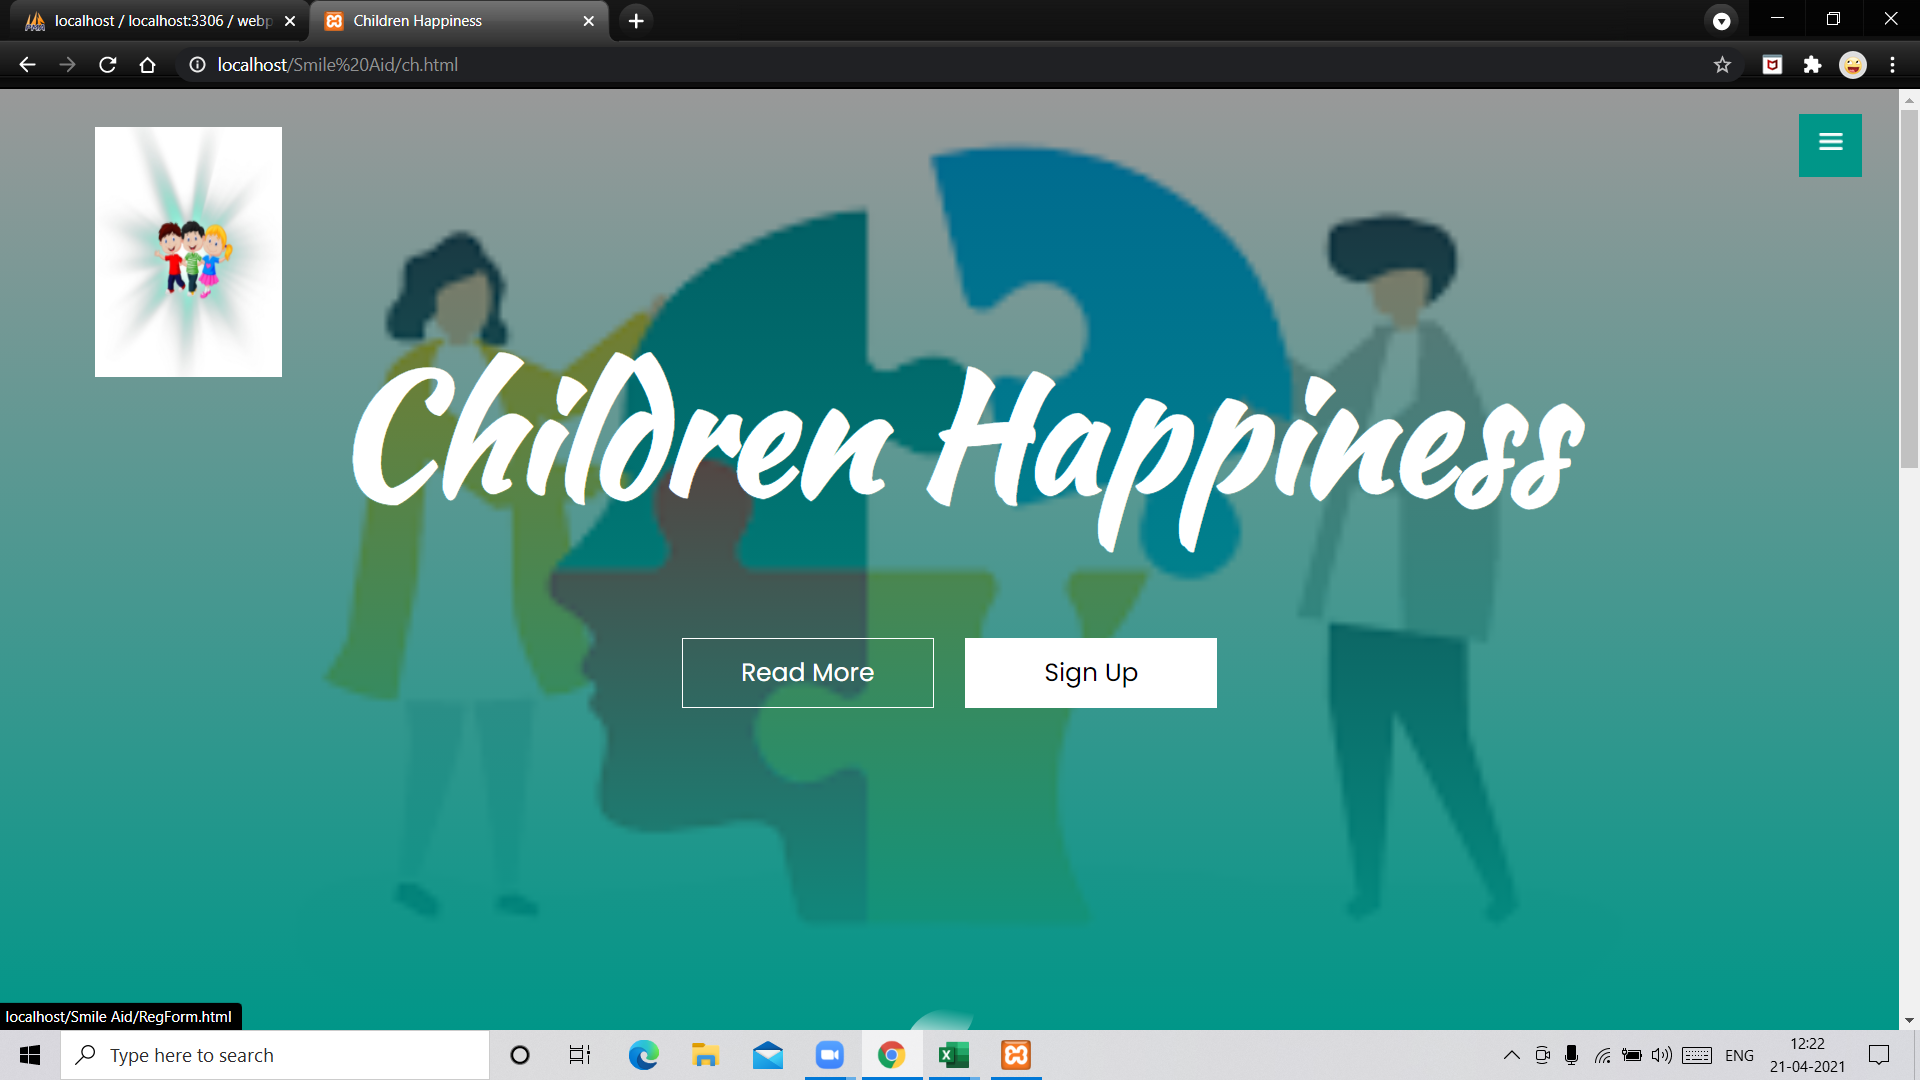 localhost / localhost:3306 / webp
Children Happiness
localhost/Smile%20Aid/ch.html
Children Happiness
Read More
Sign Up
localhost/Smile Aid/RegForm.html
Type here to search
ENG
12:22
21-04-2021